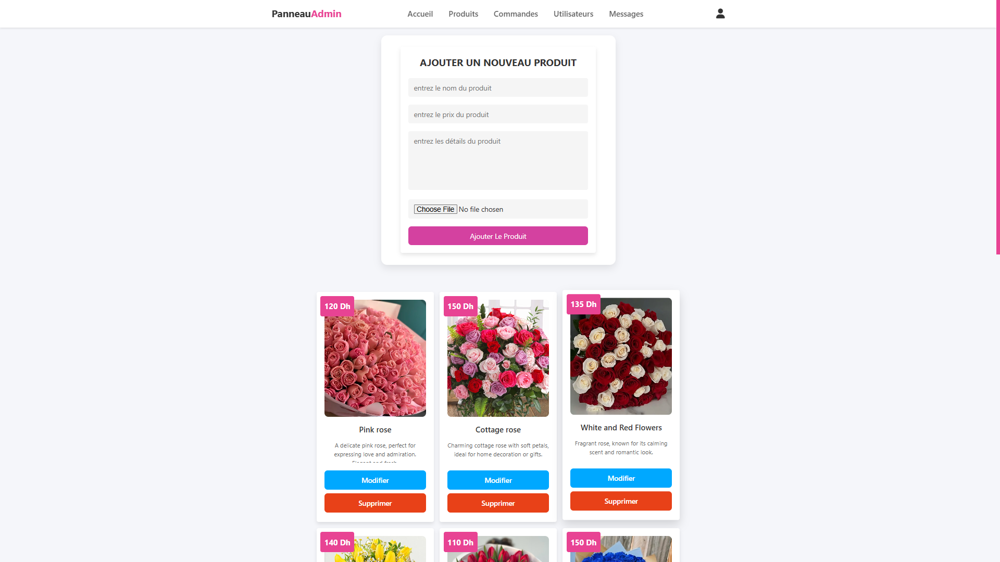 PanneauAdmin
Accueil
Produits
Commandes
Utilisateurs
Messages
AJOUTER UN NOUVEAU PRODUIT
entrez le nom du produit
entrez le prix du produit
entrez les détails du produit
Choose File No file chosen
Ajouter Le Produit
120 Dh
Pink rose
A delicate pink rose, perfect for
expressing love and admiration.
Elegant and fresh.
Modifier
Supprimer
150 Dh
Cottage rose
Charming cottage rose with soft petals,
ideal for home decoration or gifts.
Modifier
Supprimer
135 Dh
White and Red Flowers
Fragrant rose, known for its calming
scent and romantic look.
Modifier
Supprimer
140 Dh
110 Dh
150 Dh